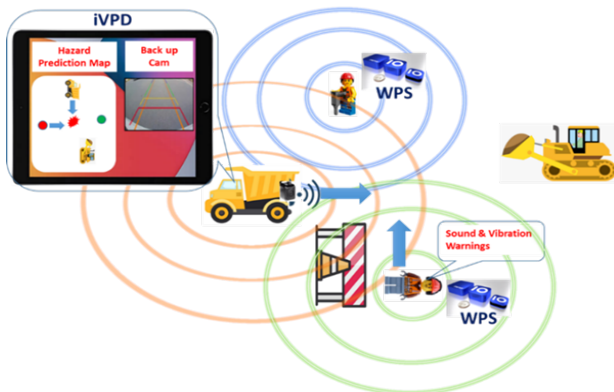 iVPD
Hazard
Prediction Map
Back up
Cam
WPS
Sound & Vibration
Warnings
WPS